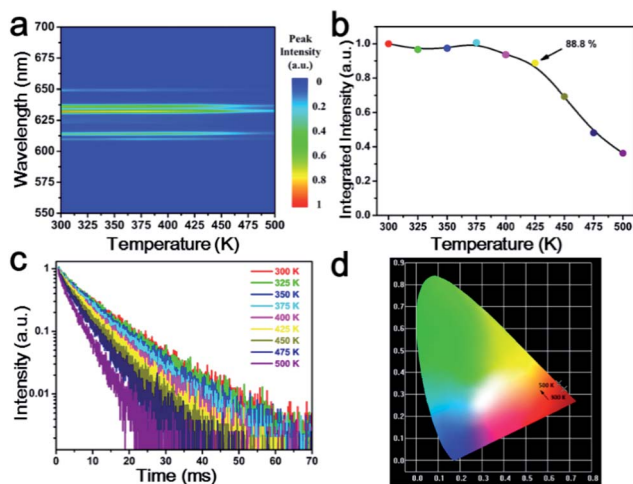 a
Peak
Intensity
(a.u.)
700
675
650
625
600
575
550
Wavelength (nm)
300 325 350 375 400 425 450 475 500
Temperature (K)
0
0.2
0.4
0.6
0.8
1
b
88.8 %
1.0
0.8
0.6
0.4
0.2
0.0
Integrated Intensity (a.u.)
300 325 350 375 400 425 450 475 500
Temperature (K)
c
1
0.1
0.01
Intensity (a.u.)
300 K
325 K
350 K
375 K
400 K
425 K
450 K
475 K
500 K
0 10 20 30 40 50 60 70
Time (ms)
d
0.9
0.8
0.7
0.6
0.5
0.4
0.3
0.2
0.1
0.0
0.0 0.1 0.2 0.3 0.4 0.5 0.6 0.7 0.8